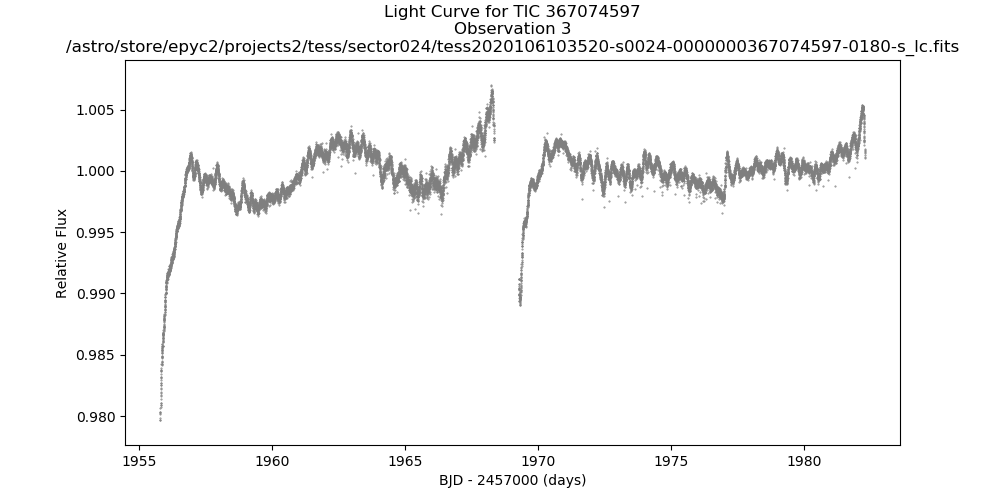 Light Curve for TIC 367074597
Observation 3
/astro/store/epyc2/projects2/tess/sector024/tess2020106103520-s0024-0000000367074597-0180-s_lc.fits
1.005
1.000
0.995
0.990
0.985
0.980
Relative Flux
1955 1960 1965 1970 1975 1980
BJD - 2457000 (days)